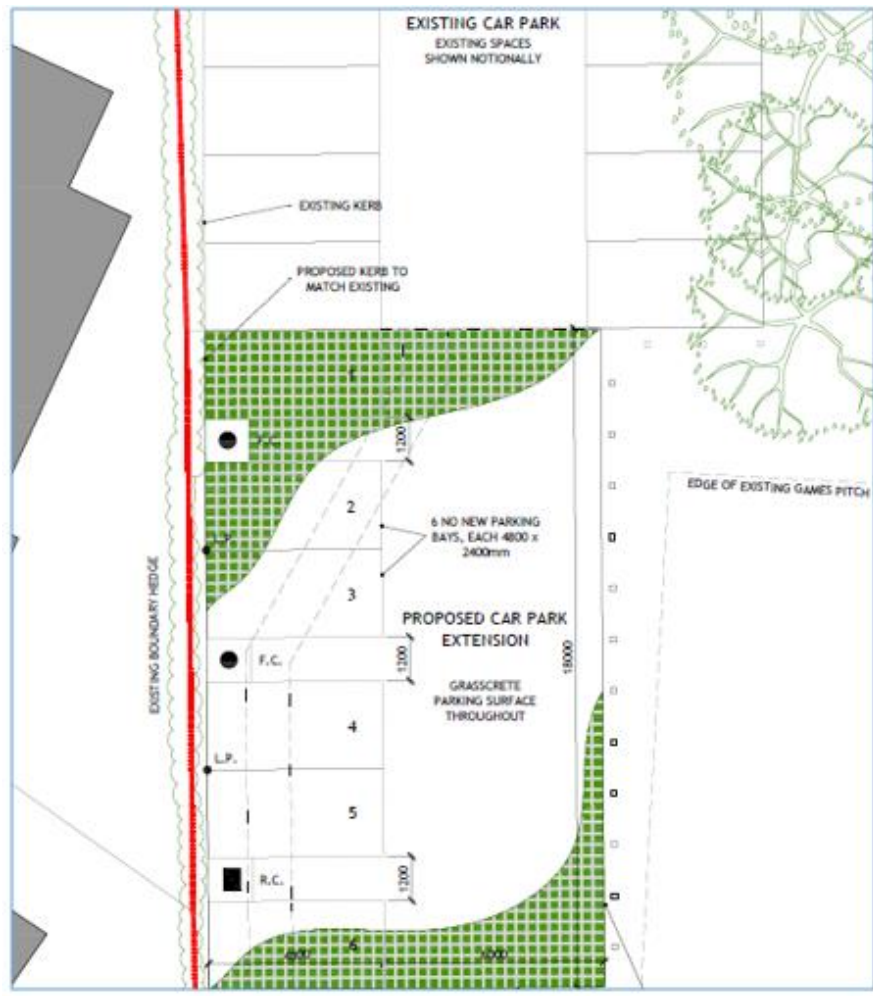 EXISTING CAR PARK
EXISTING SPACES
SHOWN NOTIONALLY
EXISTING KERB
PROPOSED KERB TO
MATCH EXISTING
1
1200
2
EDGE OF EXISTING GAMES PITCH
6 NO NEW PARKING
BAYS, EACH 4800 x
2400mm
3
PROPOSED CAR PARK
EXTENSION
EXISTING BOUNDARY HEDGE
F.C.
1200
18000
GRASSCRETE
PARKING SURFACE
THROUGHOUT
4
L.P.
5
R.C.
1200
6
4800
6000